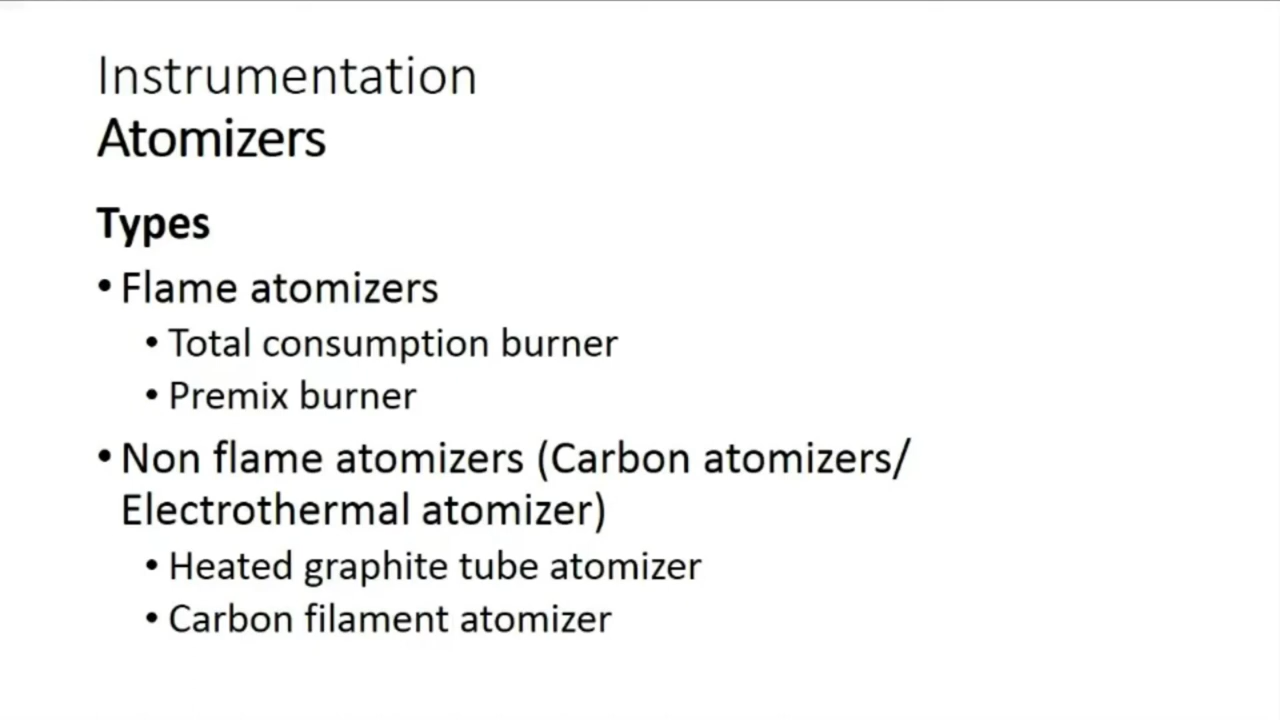 Instrumentation
Atomizers
Types
• Flame atomizers
• Total consumption burner
• Premix burner
• Non flame atomizers (Carbon atomizers/
Electrothermal atomizer)
• Heated graphite tube atomizer
• Carbon filament atomizer